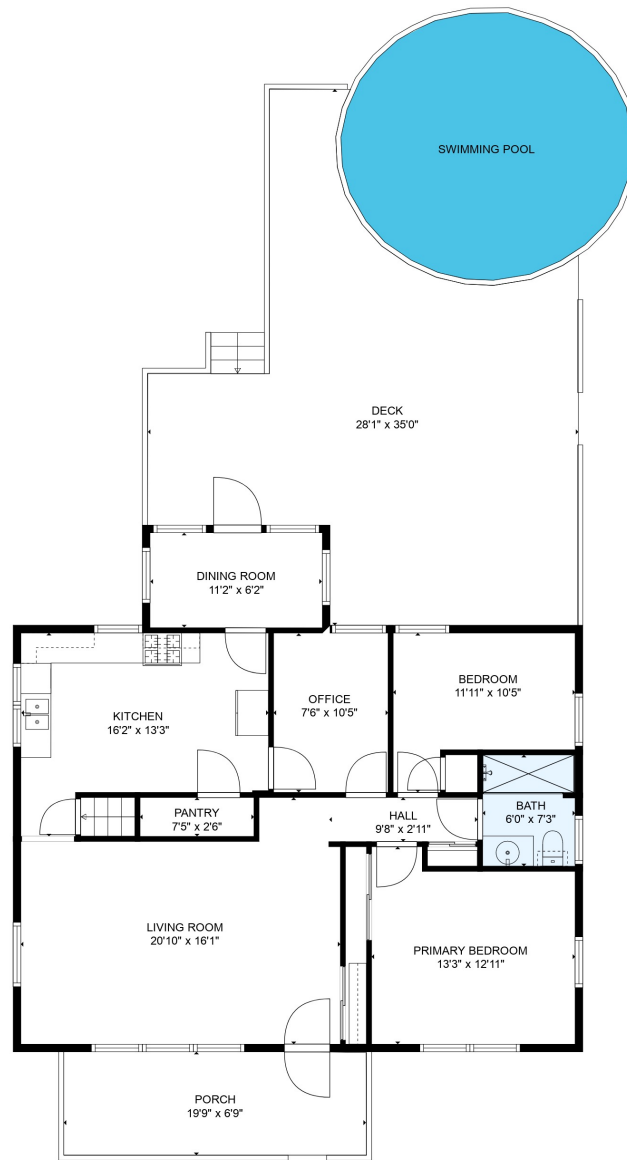 SWIMMING POOL
DECK
28'1" x 35'0"
DINING ROOM
11'2" x 6'2"
BEDROOM
11'11" x 10'5"
OFFICE
7'6" x 10'5"
KITCHEN
16'2" x 13'3"
PANTRY
7'5" x 2'6"
HALL
9'8" x 2'11"
BATH
6'0" x 7'3"
LIVING ROOM
20'10" x 16'1"
PRIMARY BEDROOM
13'3" x 12'11"
PORCH
19'9" x 6'9"